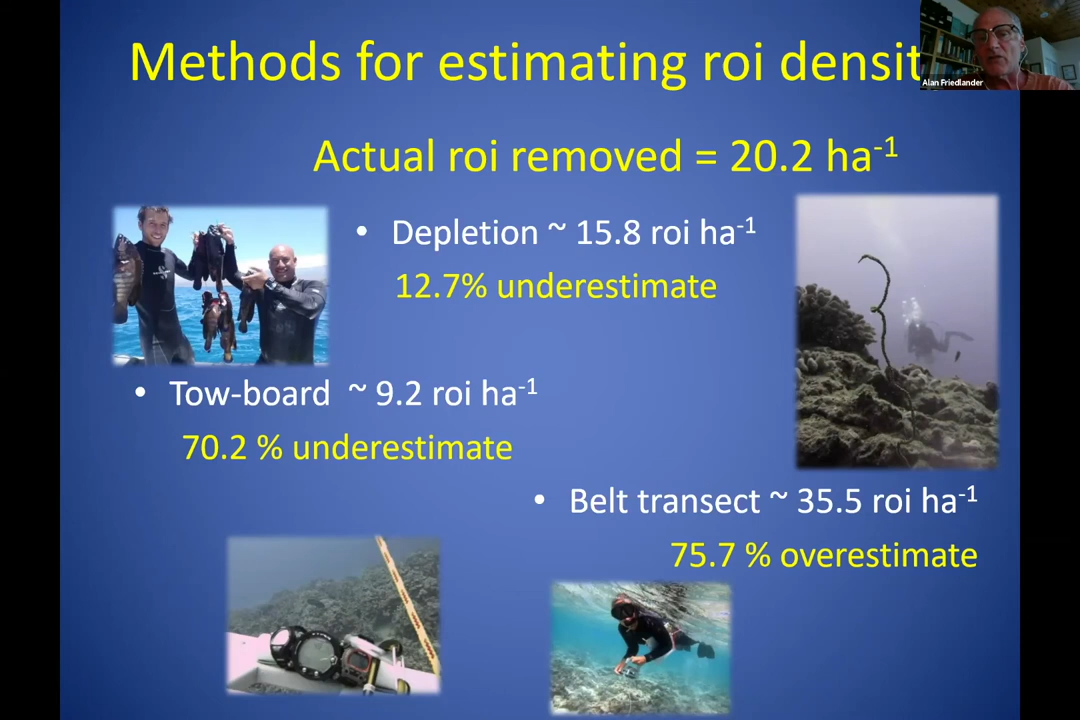 Methods for estimating roi densit
Alan Friedlander
Actual roi removed = 20.2 ha⁻¹
• Depletion ~ 15.8 roi ha⁻¹
12.7% underestimate
• Tow-board ~ 9.2 roi ha⁻¹
70.2 % underestimate
• Belt transect ~ 35.5 roi ha⁻¹
75.7 % overestimate